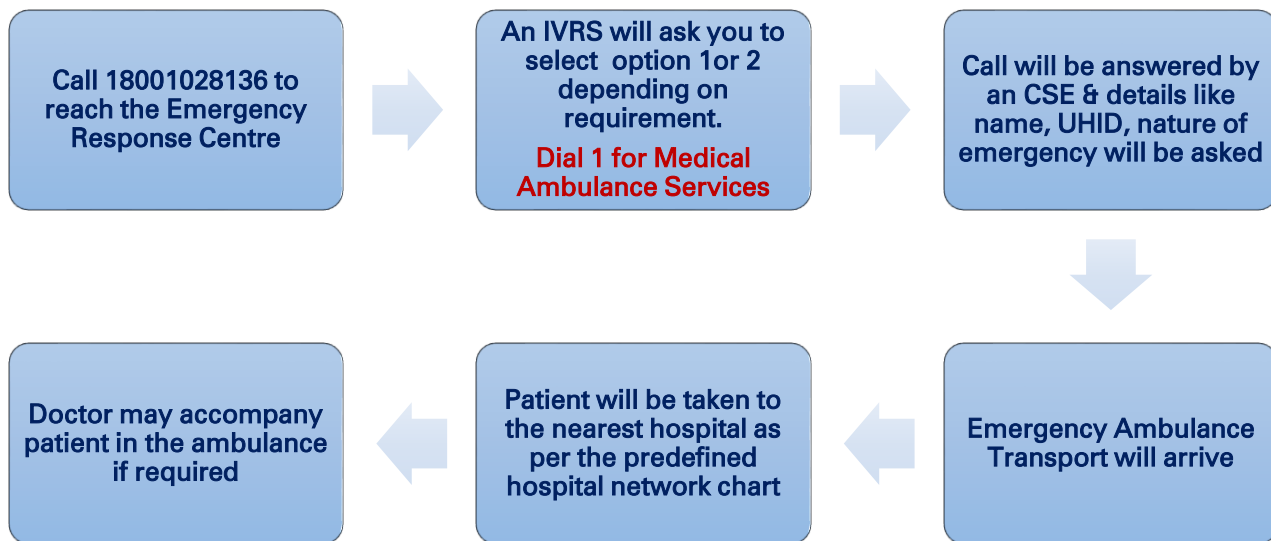 Call 18001028136 to
reach the Emergency
Response Centre
An IVRS will ask you to
select option 1or 2
depending on
requirement.
Dial 1 for Medical
Ambulance Services
Call will be answered by
an CSE & details like
name, UHID, nature of
emergency will be asked
Emergency Ambulance
Transport will arrive
Patient will be taken to
the nearest hospital as
per the predefined
hospital network chart
Doctor may accompany
patient in the ambulance
if required